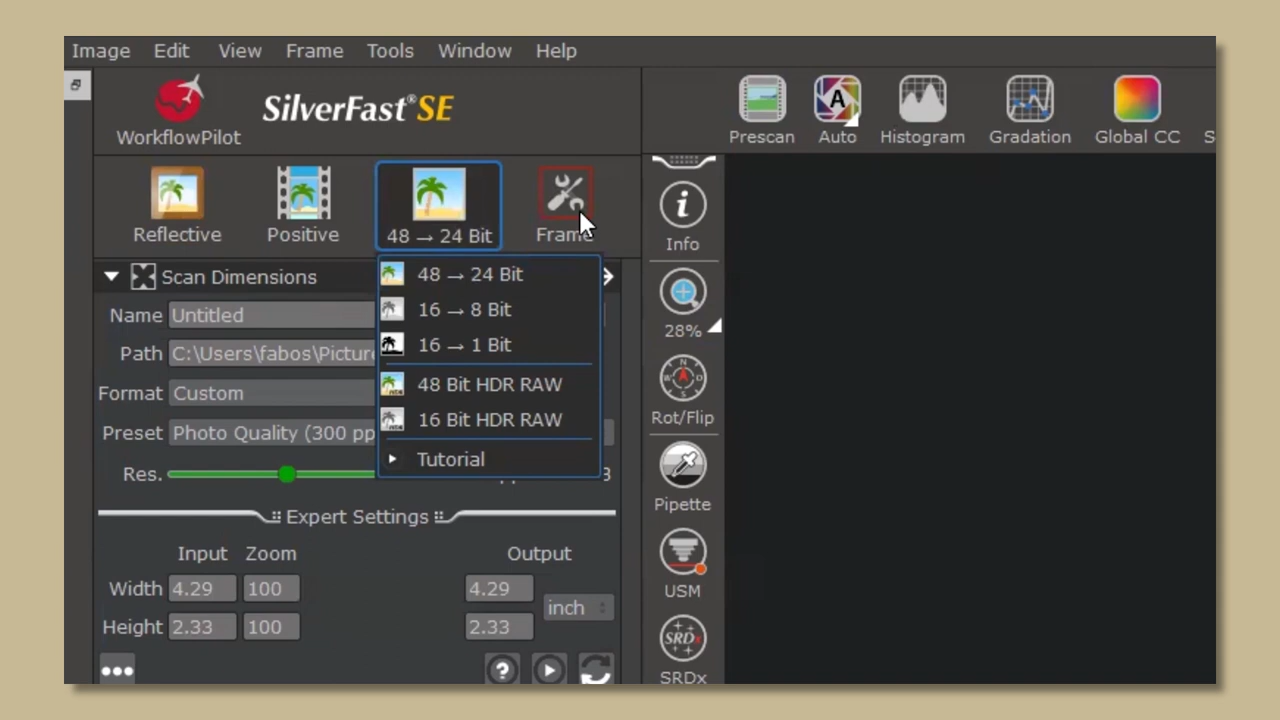 Image Edit View Frame Tools Window Help
WorkflowPilot
SilverFast®SE
Prescan Auto Histogram Gradation Global CC S
A
Reflective Positive 48 → 24 Bit Frame
Info
Scan Dimensions
48 → 24 Bit
Name Untitled
16 → 8 Bit
28%
Path C:\Users\fabos\Picture
16 → 1 Bit
Format Custom
48 Bit HDR RAW
Rot/Flip
Preset Photo Quality (300 pp
16 Bit HDR RAW
Res.
Tutorial
Pipette
Expert Settings
Input Zoom Output
Width 4.29 100 4.29
inch
USM
Height 2.33 100 2.33
SRDx
SRDx